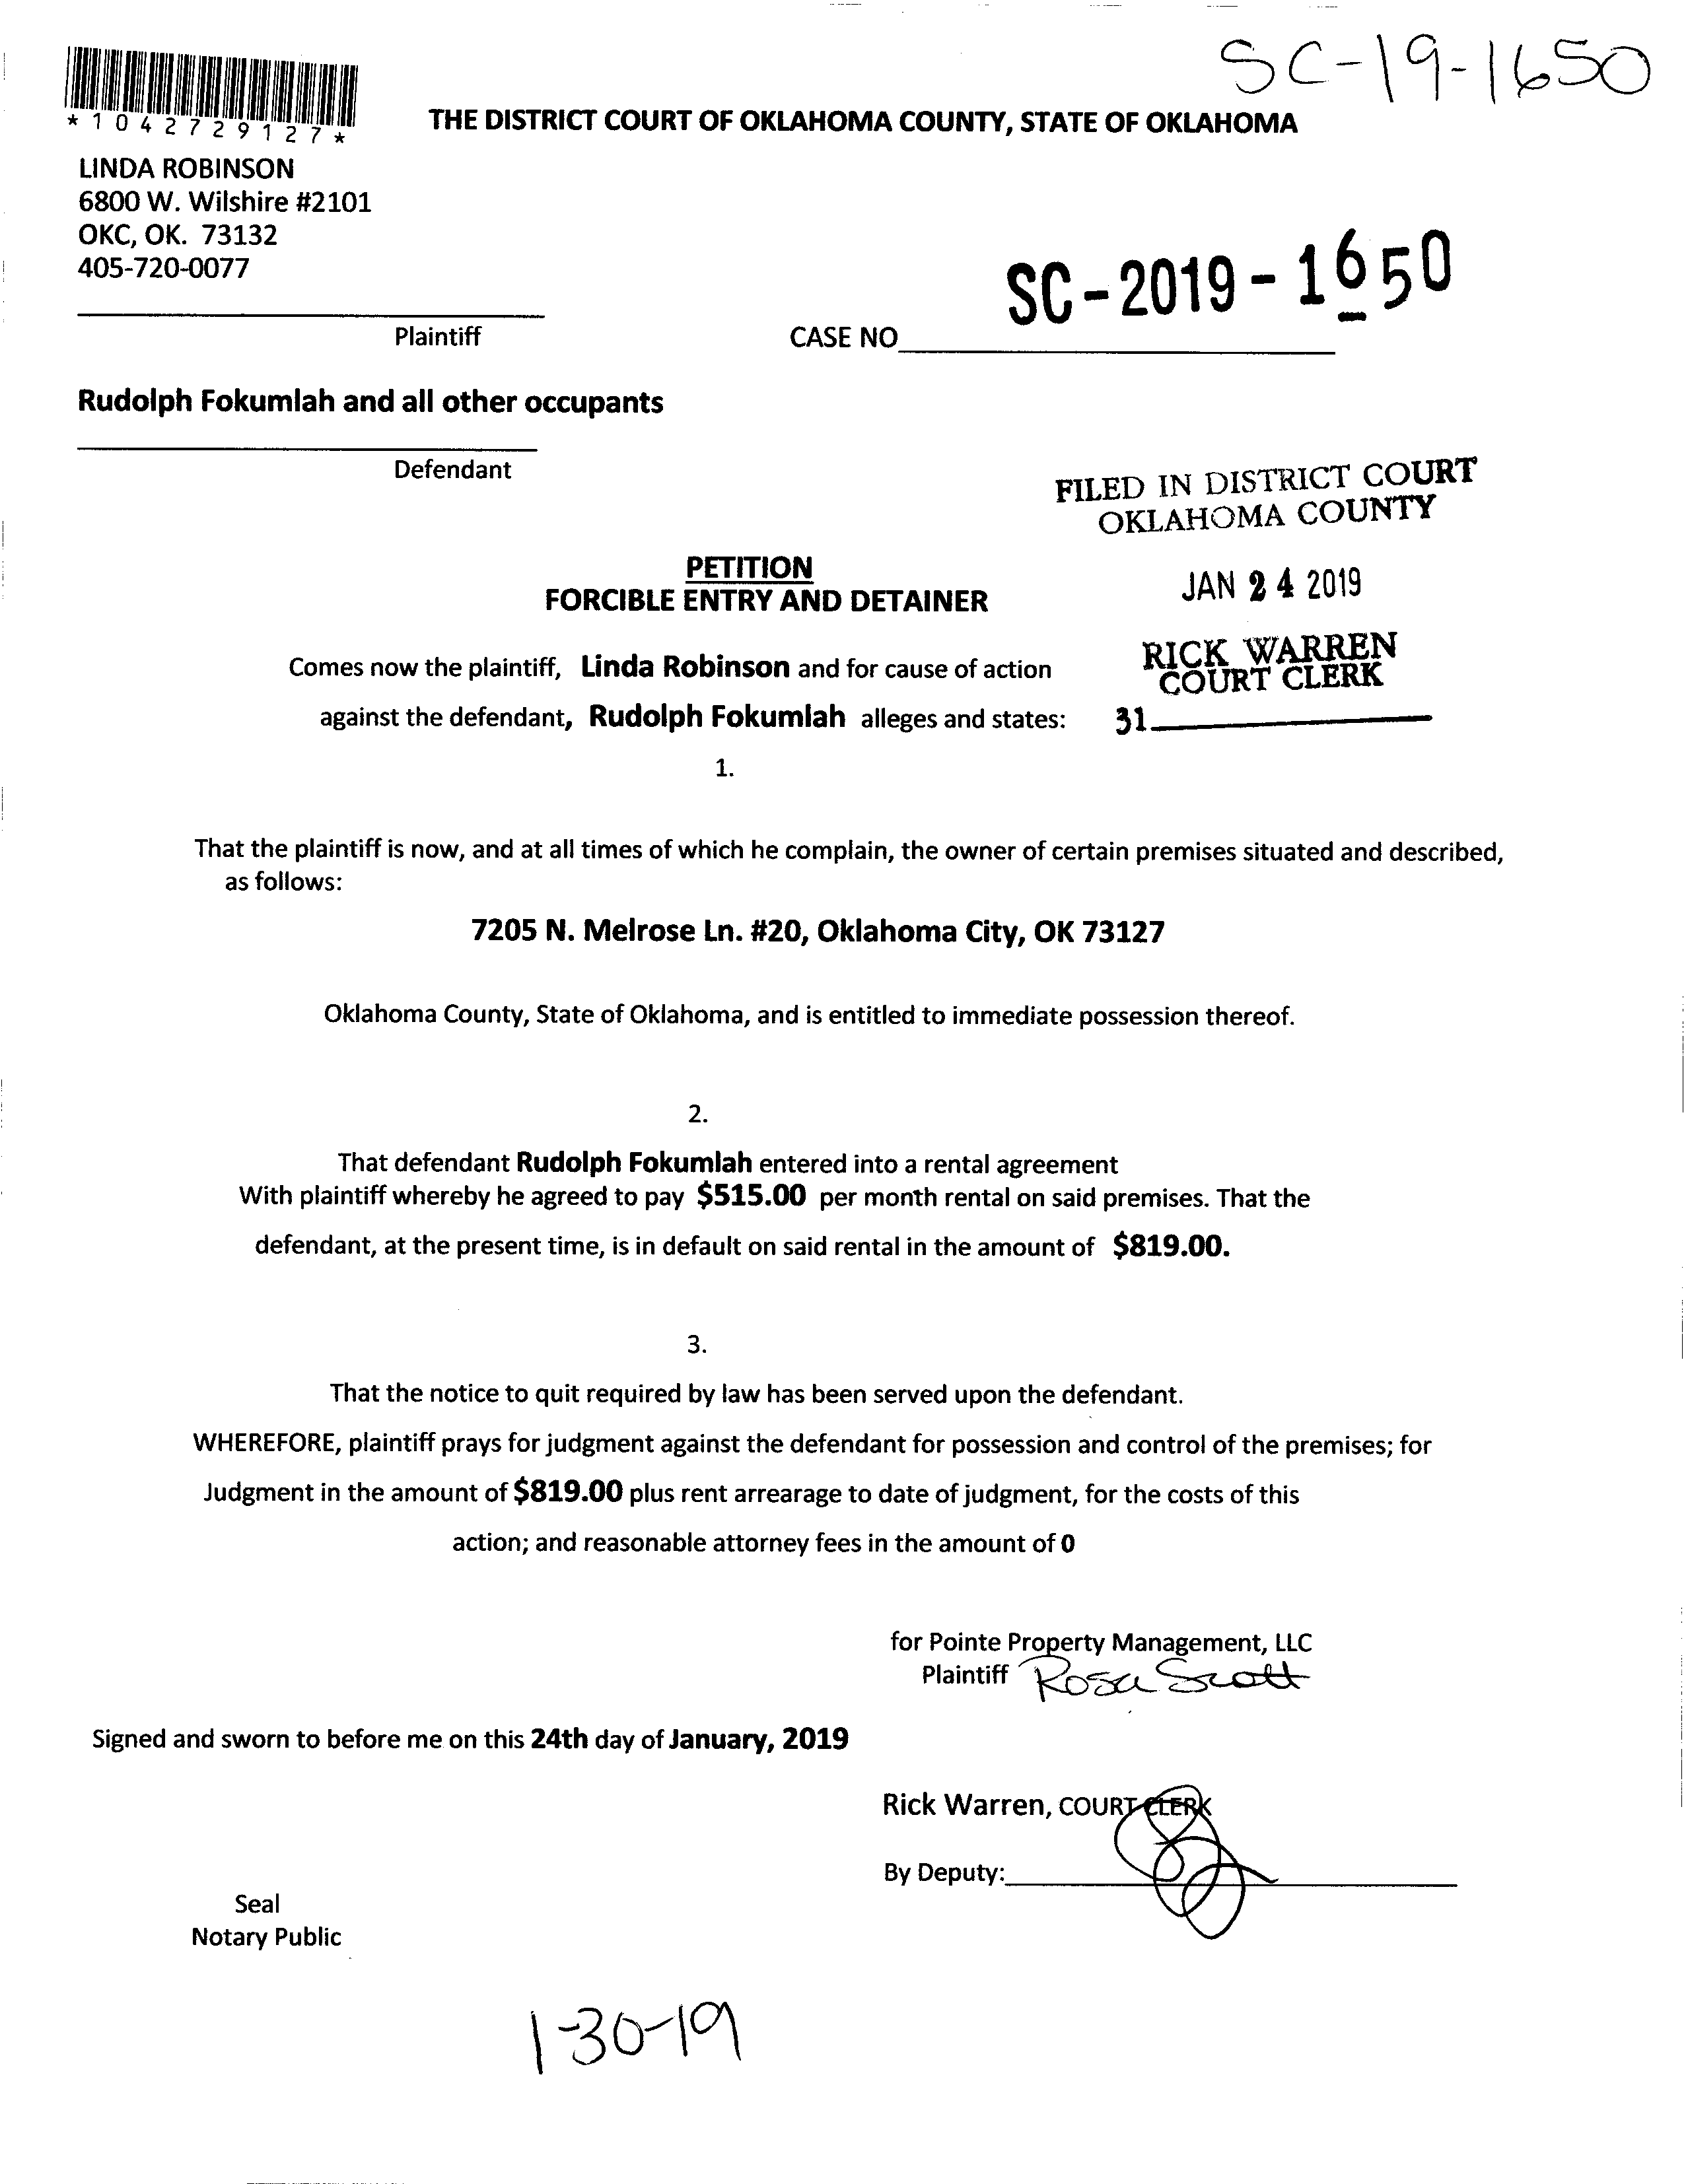 SC-19-1650
*1042729127*
THE DISTRICT COURT OF OKLAHOMA COUNTY, STATE OF OKLAHOMA
LINDA ROBINSON
6800 W. Wilshire #2101
OKC, OK. 73132
405-720-0077
SC-2019-1650
Plaintiff
CASE NO
Rudolph Fokumlah and all other occupants
Defendant
FILED IN DISTRICT COURT
OKLAHOMA COUNTY
PETITION
FORCIBLE ENTRY AND DETAINER
JAN 24 2019
RICK WARREN
COURT CLERK
31
Comes now the plaintiff, Linda Robinson and for cause of action
against the defendant, Rudolph Fokumlah alleges and states:
1.
That the plaintiff is now, and at all times of which he complain, the owner of certain premises situated and described,
as follows:
7205 N. Melrose Ln. #20, Oklahoma City, OK 73127
Oklahoma County, State of Oklahoma, and is entitled to immediate possession thereof.
2.
That defendant Rudolph Fokumlah entered into a rental agreement
With plaintiff whereby he agreed to pay $515.00 per month rental on said premises. That the
defendant, at the present time, is in default on said rental in the amount of $819.00.
3.
That the notice to quit required by law has been served upon the defendant.
WHEREFORE, plaintiff prays for judgment against the defendant for possession and control of the premises; for
Judgment in the amount of $819.00 plus rent arrearage to date of judgment, for the costs of this
action; and reasonable attorney fees in the amount of 0
for Pointe Property Management, LLC
Plaintiff Rosa Scott
Signed and sworn to before me on this 24th day of January, 2019
Rick Warren, COURT CLERK
By Deputy:
Seal
Notary Public
1-30-19